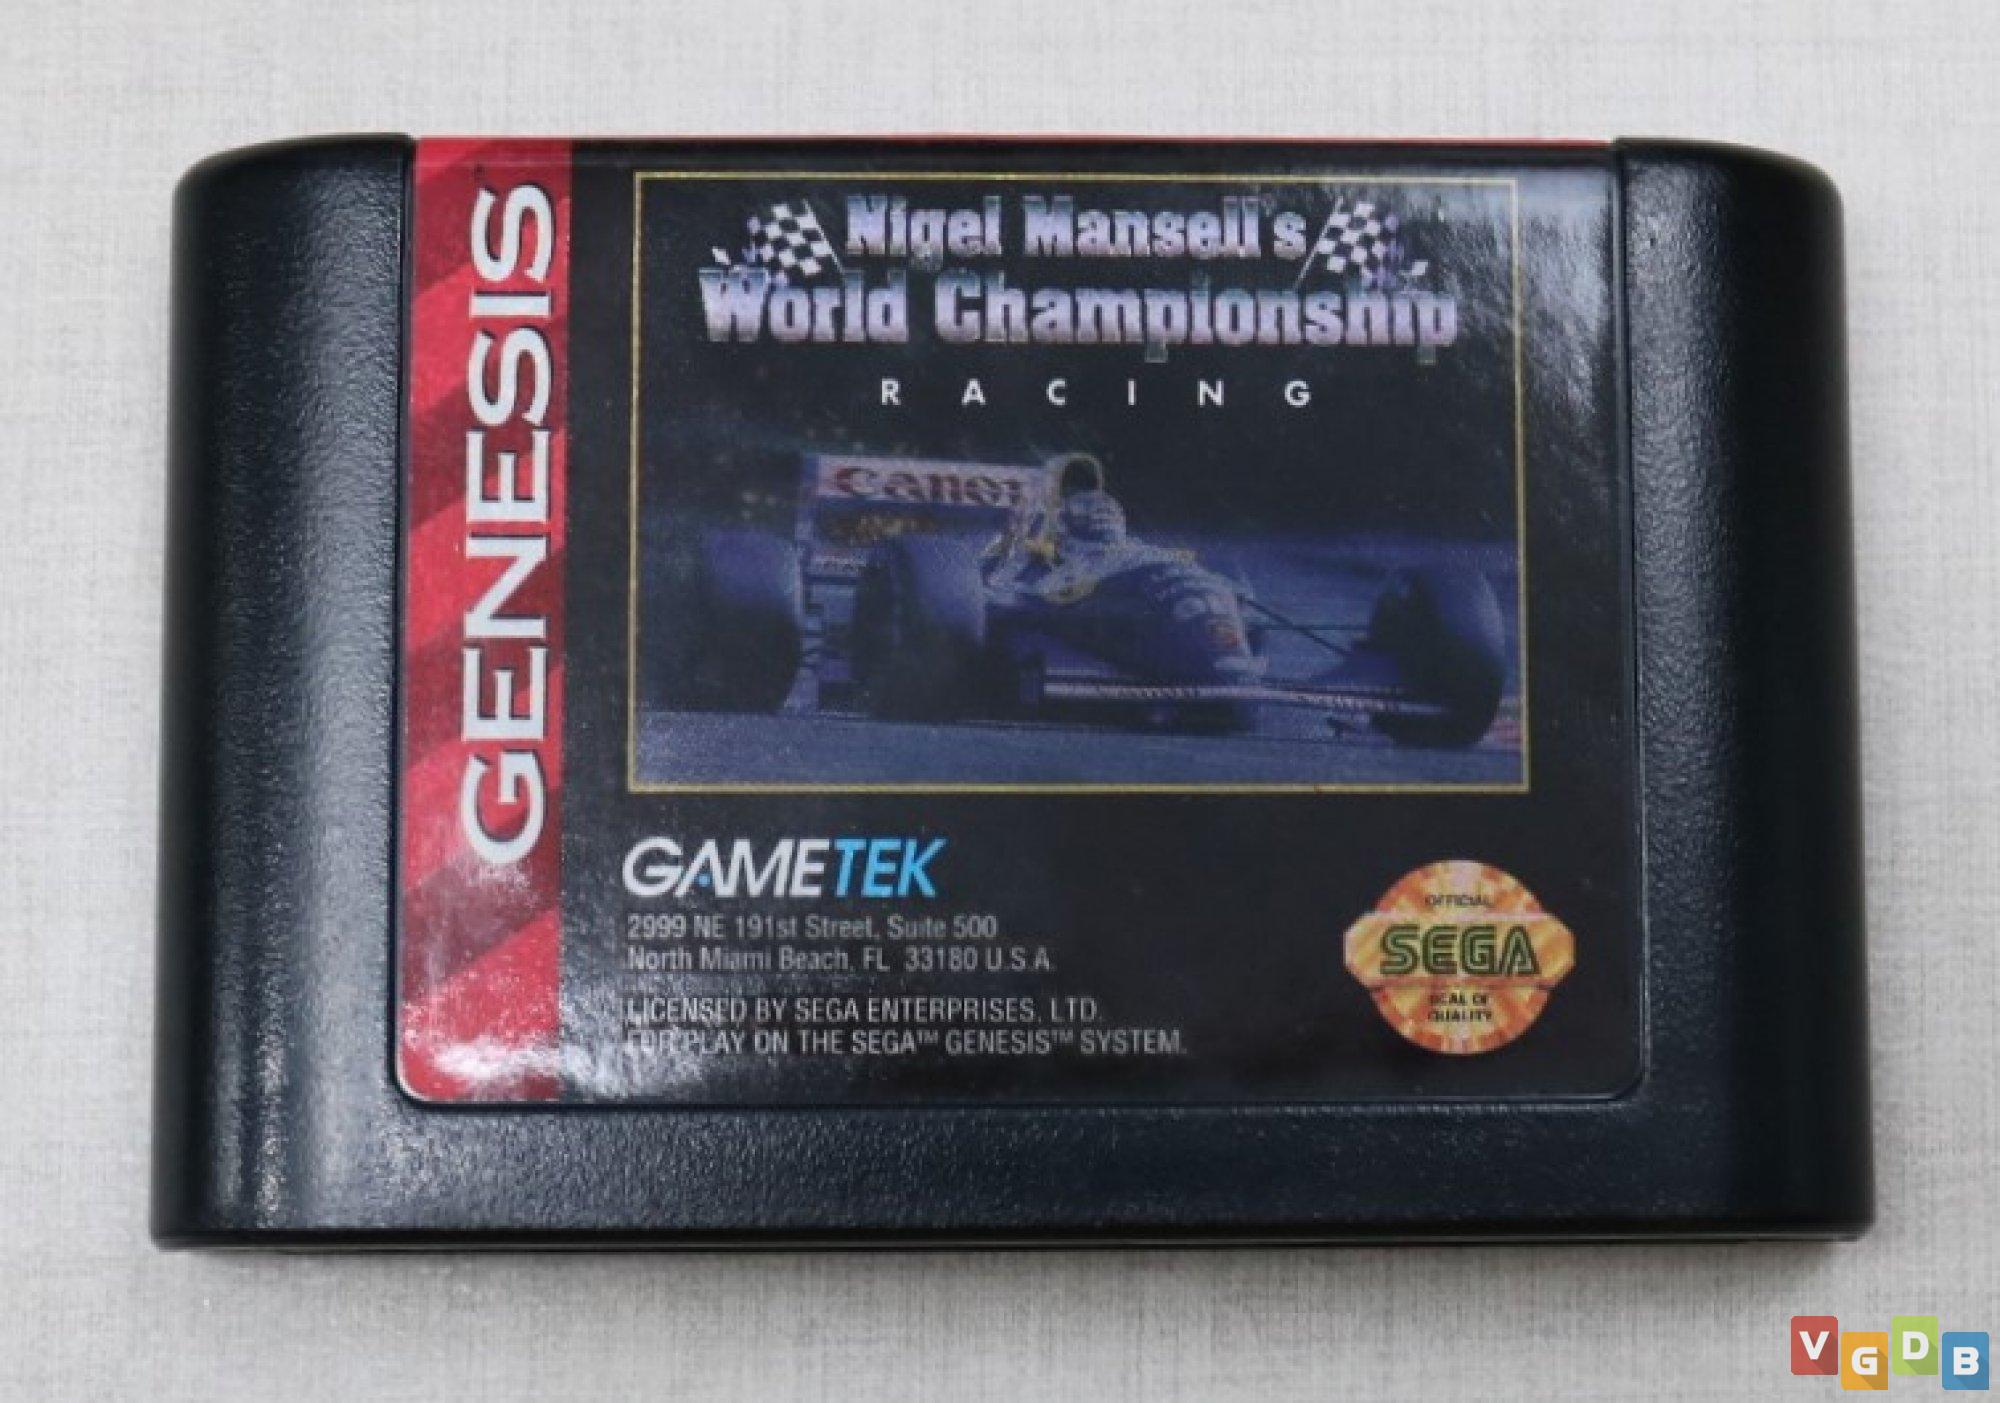 GENESIS
Nigel Mansell's
World Championship
RACING
Canon
GAMETEK
2999 NE 191st Street, Suite 500
North Miami Beach, FL 33180 U.S.A.
LICENSED BY SEGA ENTERPRISES, LTD.
FOR PLAY ON THE SEGA™ GENESIS™ SYSTEM.
OFFICIAL
SEGA
SEAL OF
QUALITY
VGDB